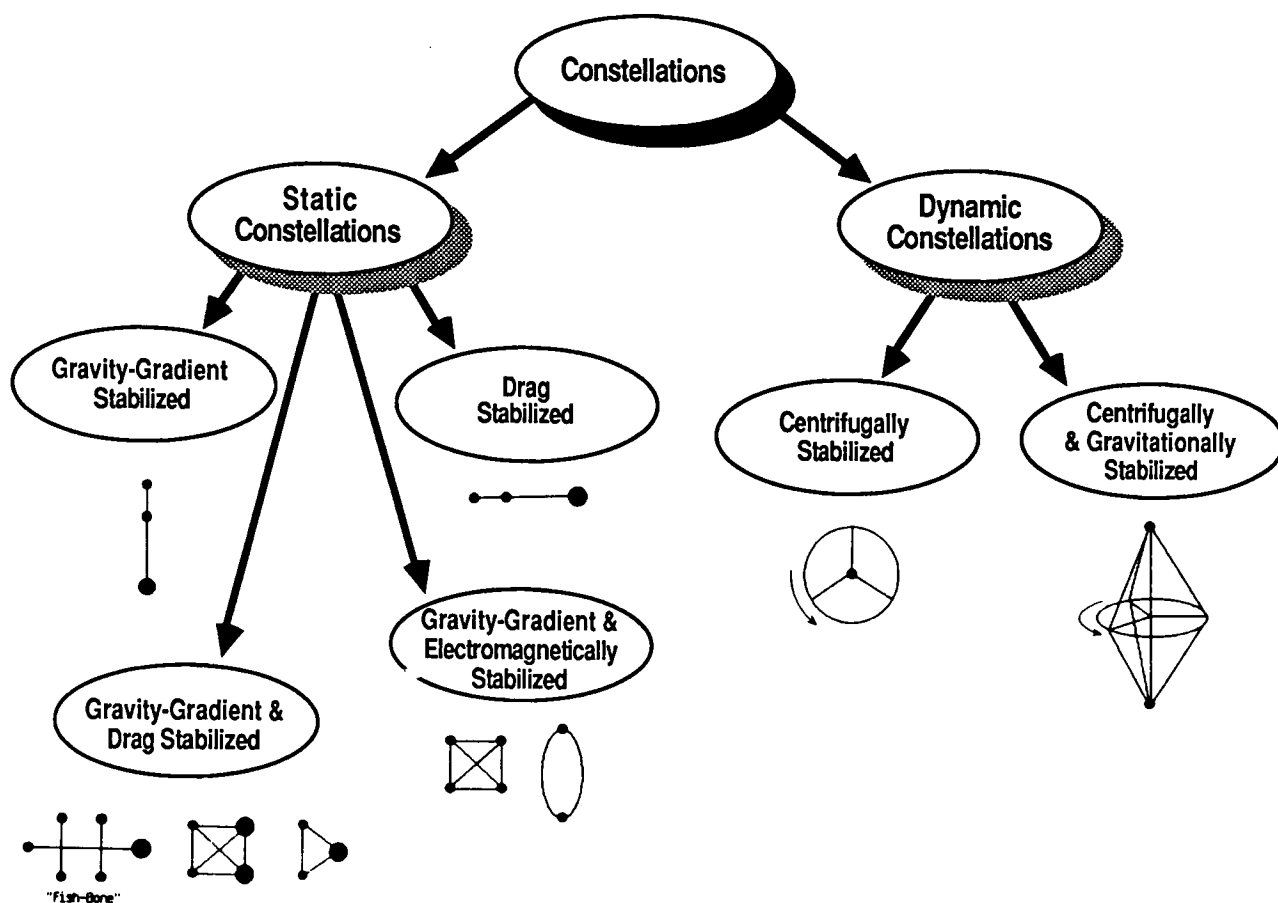 Constellations
Static
Constellations
Dynamic
Constellations
Gravity-Gradient
Stabilized
Drag
Stabilized
Centrifugally
Stabilized
Centrifugally
& Gravitationally
Stabilized
Gravity-Gradient &
Electromagnetically
Stabilized
Gravity-Gradient &
Drag Stabilized
"Fish-Bone"